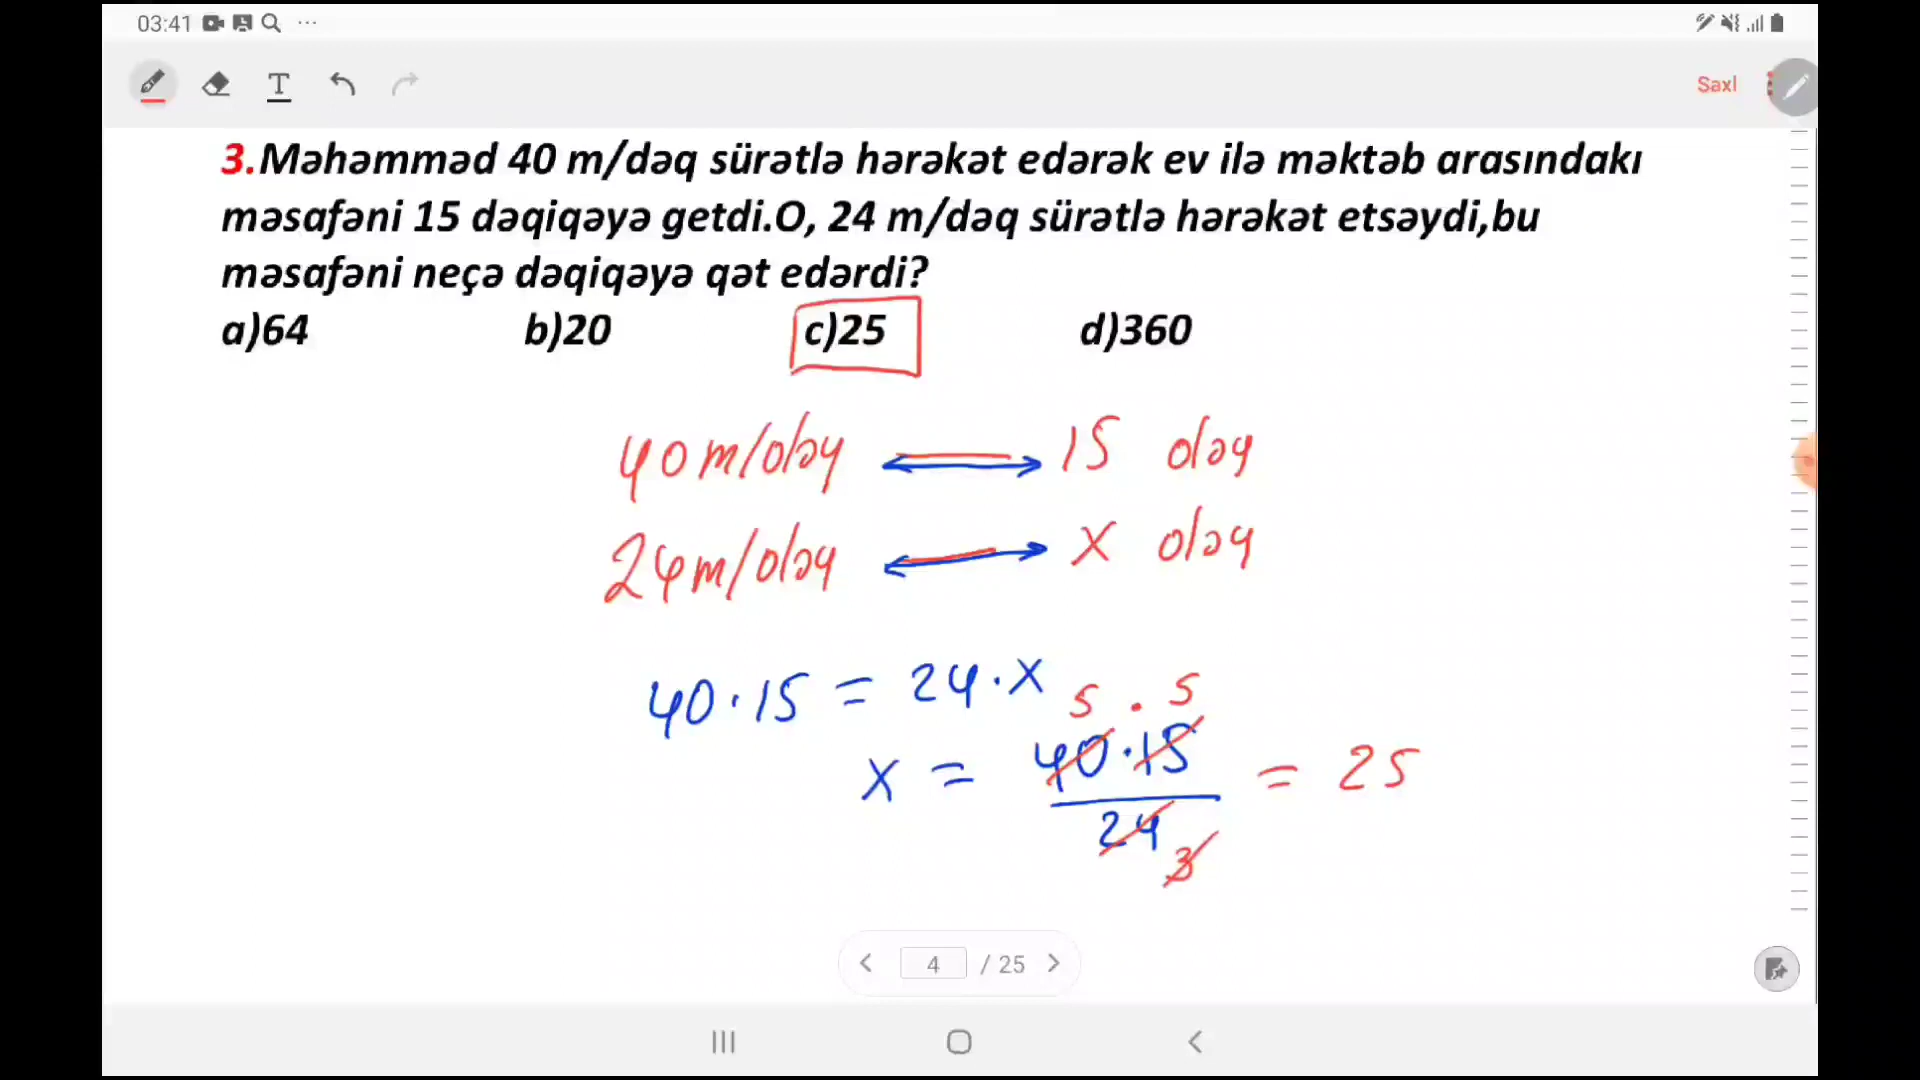 03:41
Saxl
3.Məhəmməd 40 m/dəq sürətlə hərəkət edərək ev ilə məktəb arasındakı
məsafəni 15 dəqiqəyə getdi.O, 24 m/dəq sürətlə hərəkət etsəydi,bu
məsafəni neçə dəqiqəyə qət edərdi?
a)64 b)20 c)25 d)360
40 m/dəq 15 dəq
24 m/dəq x dəq
40·15 = 24·x
5 · 5
x = 40·15 / 24 = 25
3
4 / 25